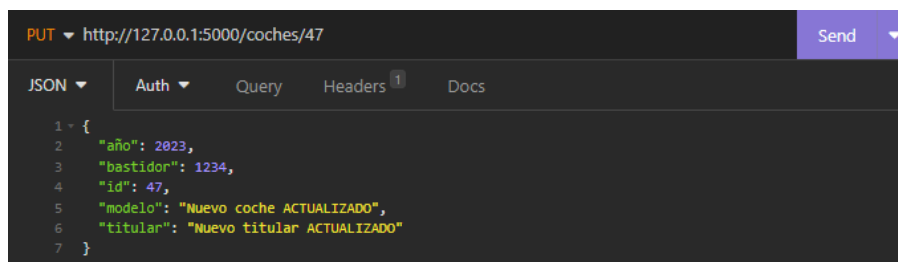 PUT http://127.0.0.1:5000/coches/47 Send
JSON Auth Query Headers 1 Docs
1 {
2 "año": 2023,
3 "bastidor": 1234,
4 "id": 47,
5 "modelo": "Nuevo coche ACTUALIZADO",
6 "titular": "Nuevo titular ACTUALIZADO"
7 }